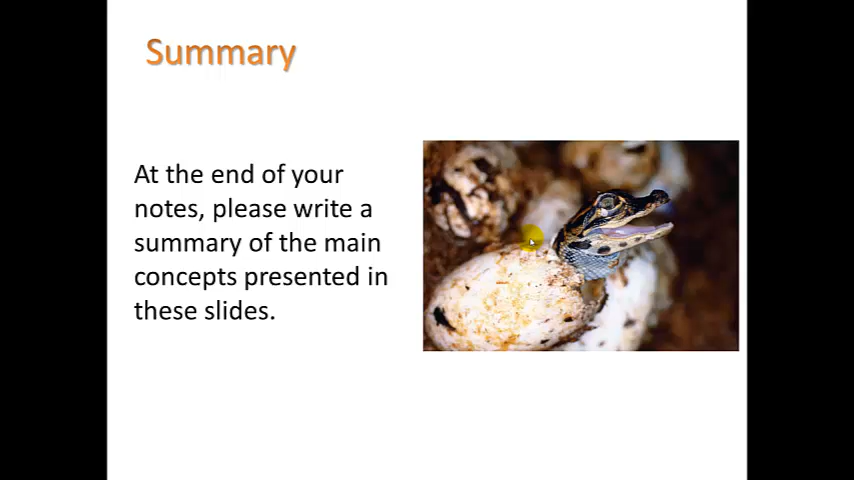 Summary
At the end of your
notes, please write a
summary of the main
concepts presented in
these slides.